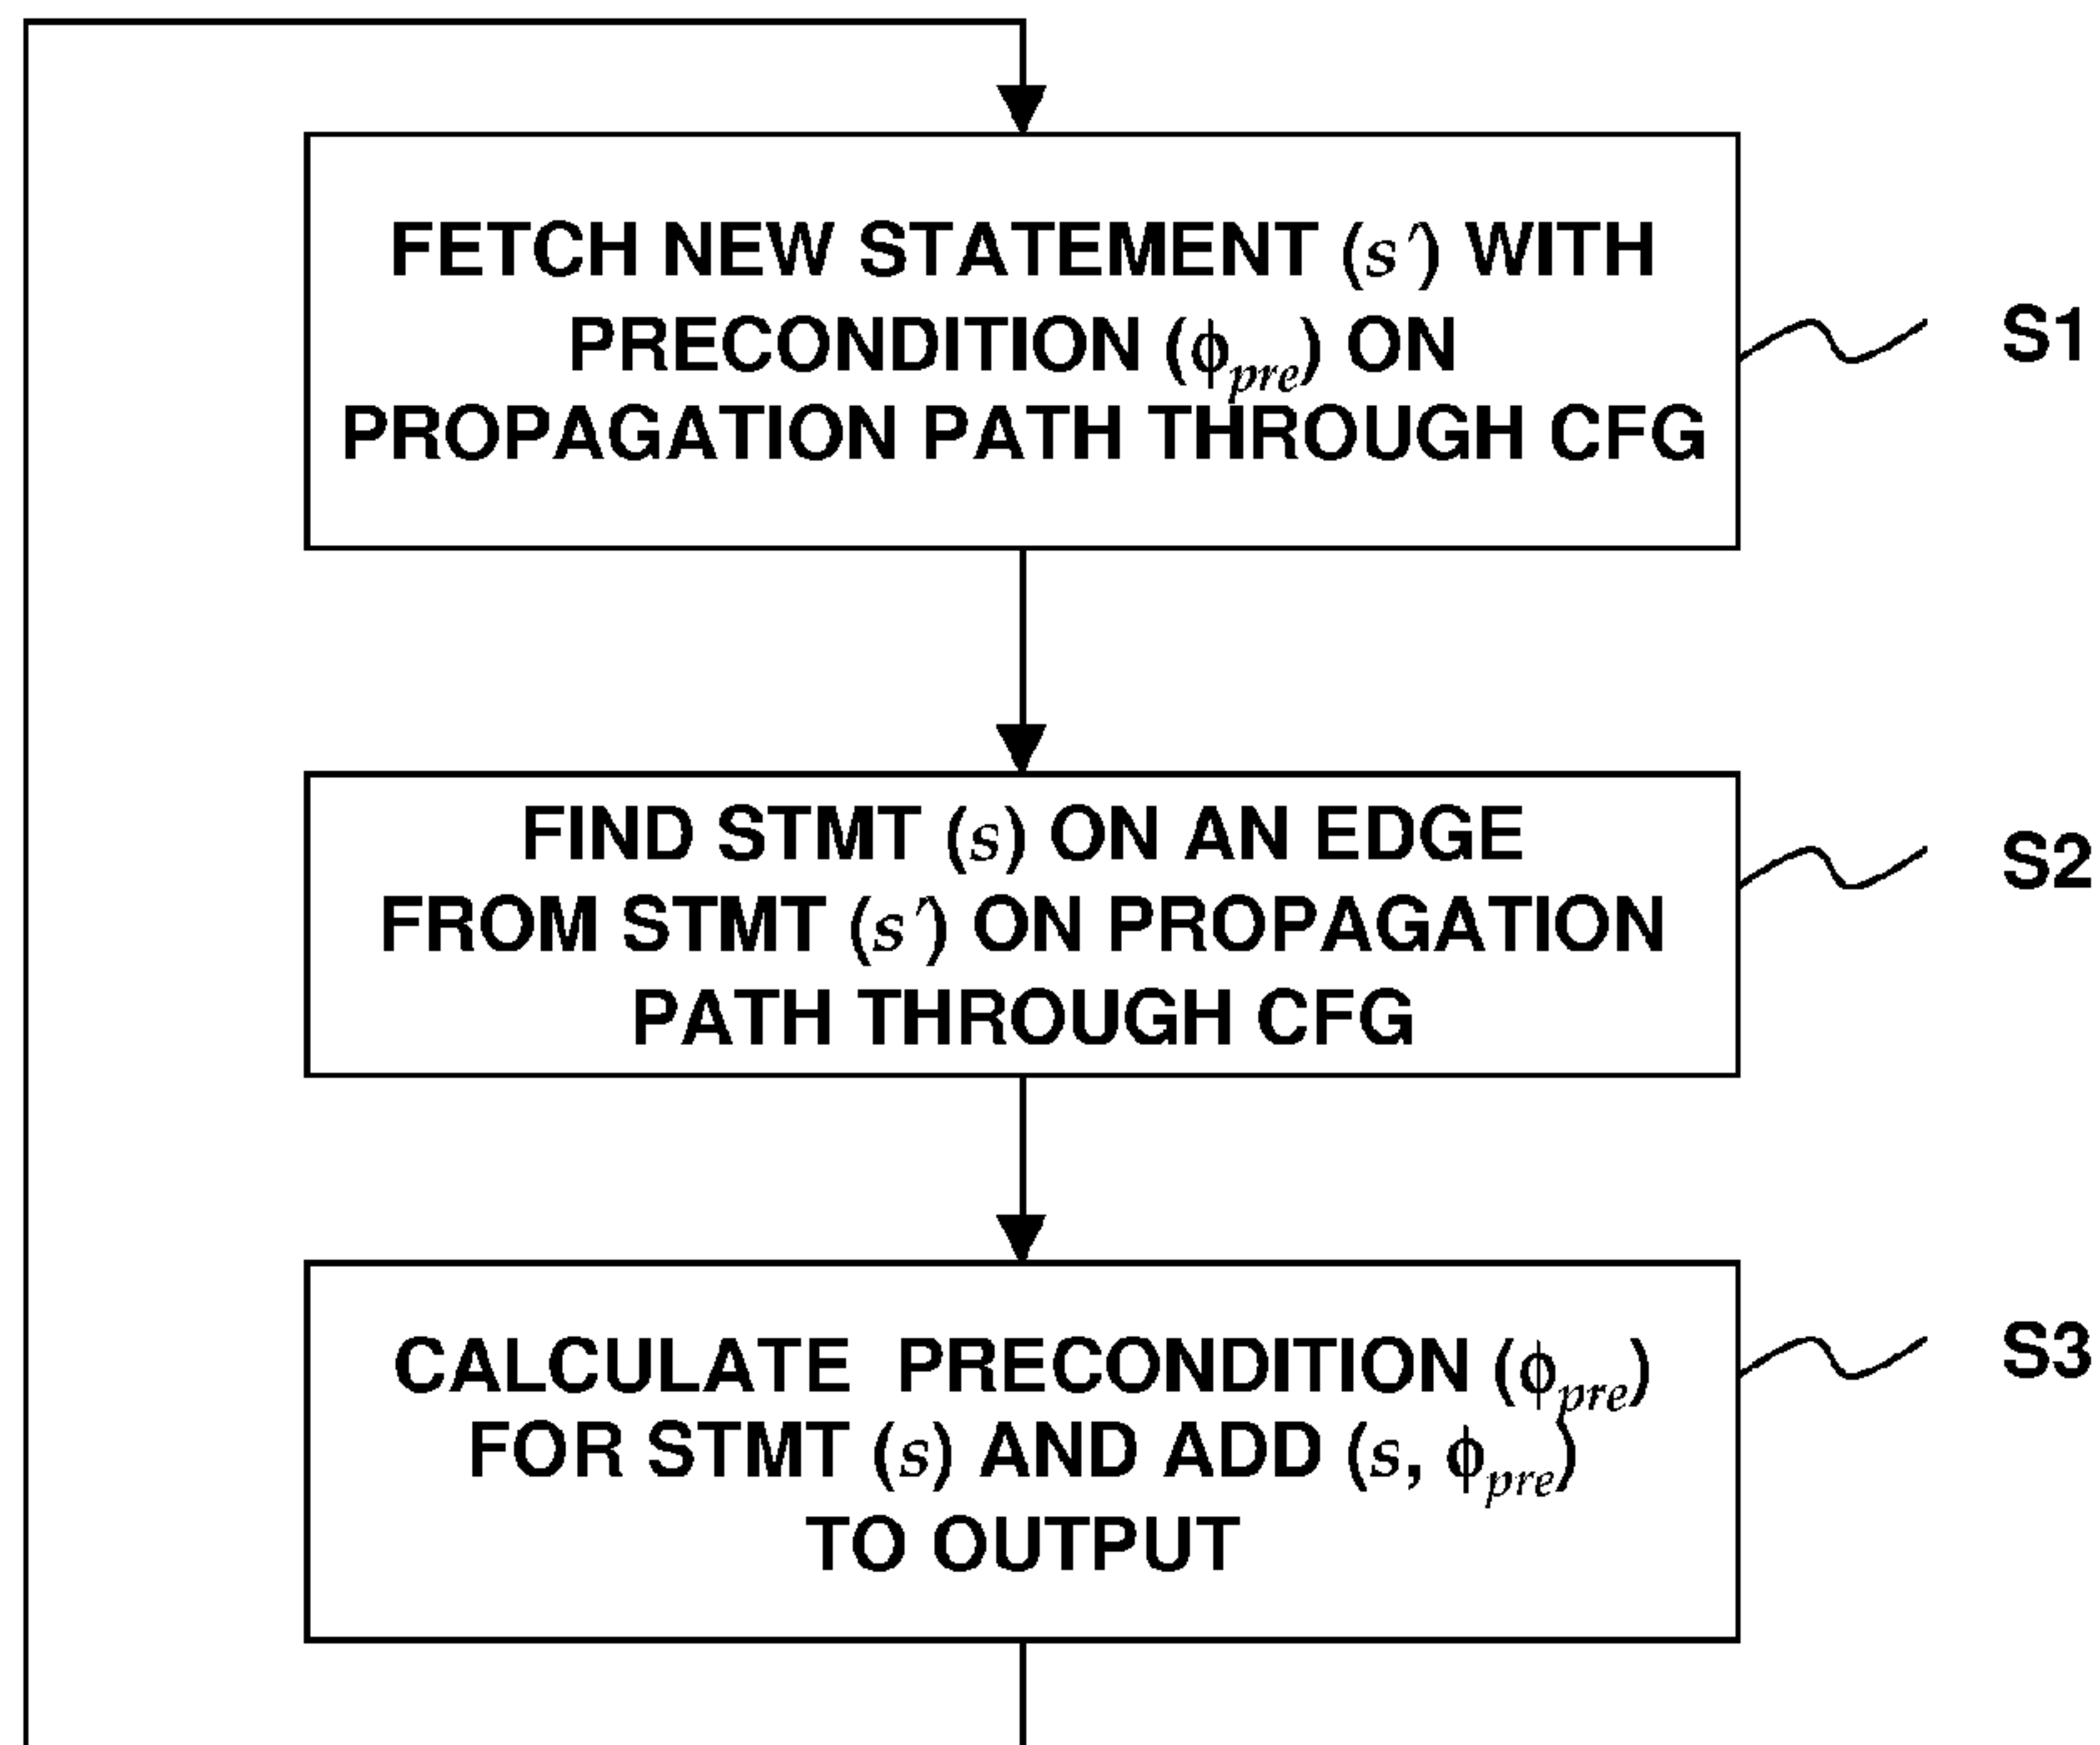 FETCH NEW STATEMENT (s′) WITH
PRECONDITION (ϕpre) ON
PROPAGATION PATH THROUGH CFG
S1
FIND STMT (s) ON AN EDGE
FROM STMT (s′) ON PROPAGATION
PATH THROUGH CFG
S2
CALCULATE PRECONDITION (ϕpre)
FOR STMT (s) AND ADD (s, ϕpre)
TO OUTPUT
S3